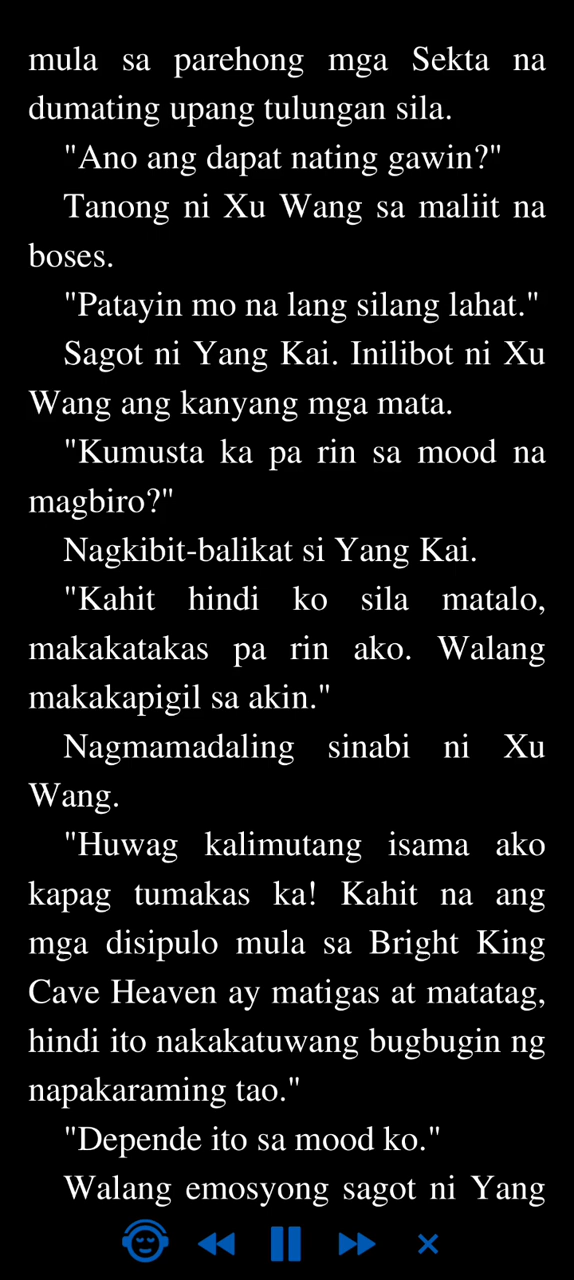 mula sa parehong mga Sekta na
dumating upang tulungan sila.
"Ano ang dapat nating gawin?"
Tanong ni Xu Wang sa maliit na
boses.
"Patayin mo na lang silang lahat."
Sagot ni Yang Kai. Inilibot ni Xu
Wang ang kanyang mga mata.
"Kumusta ka pa rin sa mood na
magbiro?"
Nagkibit-balikat si Yang Kai.
"Kahit hindi ko sila matalo,
makakatakas pa rin ako. Walang
makakapigil sa akin."
Nagmamadaling sinabi ni Xu
Wang.
"Huwag kalimutang isama ako
kapag tumakas ka! Kahit na ang
mga disipulo mula sa Bright King
Cave Heaven ay matigas at matatag,
hindi ito nakakatuwang bugbugin ng
napakaraming tao."
"Depende ito sa mood ko."
Walang emosyong sagot ni Yang